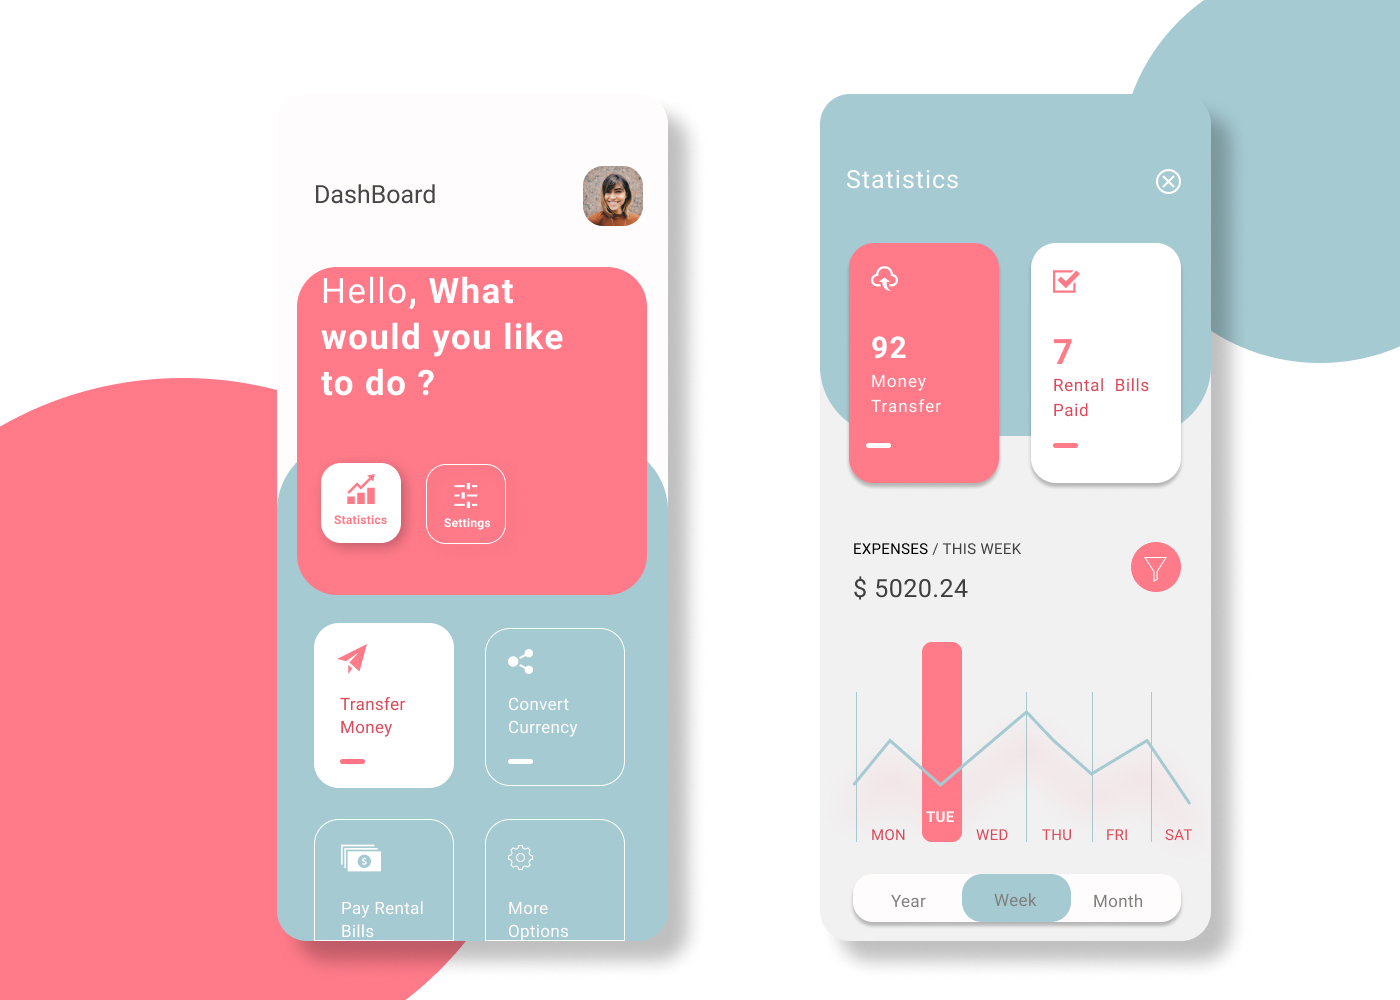 DashBoard
Hello, What
would you like
to do ?
Statistics
Settings
Transfer
Money
Convert
Currency
$
Pay Rental
Bills
More
Options
Statistics
92
Money
Transfer
7
Rental Bills
Paid
EXPENSES / THIS WEEK
$ 5020.24
MON TUE WED THU FRI SAT
Year Week Month